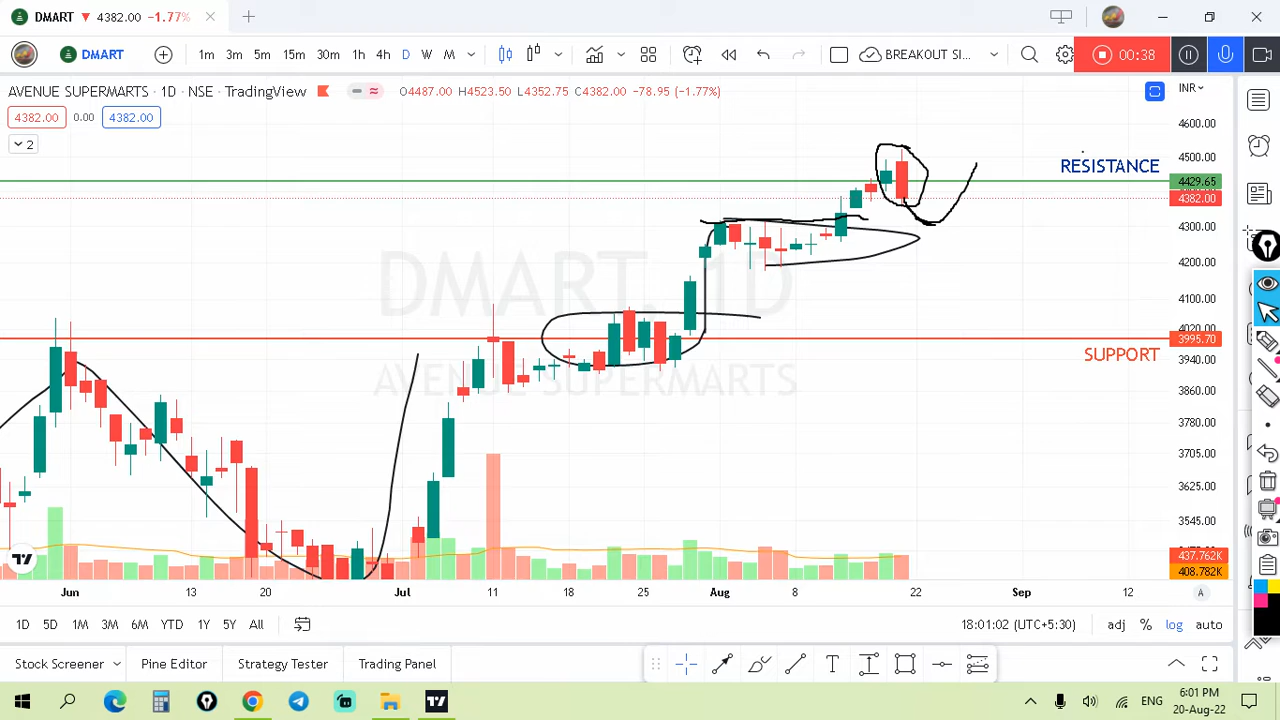 DMART ▼ 4382.00 −1.77%
DMART 1m 3m 5m 15m 30m 1h 4h D W M BREAKOUT SI... 00:38
AVENUE SUPERMARTS · 1D · NSE · TradingView O4487.00 H4523.50 L4352.75 C4382.00 −78.95 (−1.77%)
INR
4382.00 0.00 4382.00
2
4600.00
4500.00
RESISTANCE
4429.65
4382.00
4300.00
4200.00
DMART, 1D
4100.00
3995.70
SUPPORT
3940.00
AVENUE SUPERMARTS
3860.00
3780.00
3705.00
3625.00
3545.00
437.762K
408.782K
Jun 13 20 Jul 11 18 25 Aug 8 22 Sep 12 A
1D 5D 1M 3M 6M YTD 1Y 5Y All 18:01:02 (UTC+5:30) adj % log auto
Stock Screener Pine Editor Strategy Tester Trading Panel
ENG 6:01 PM
20-Aug-22